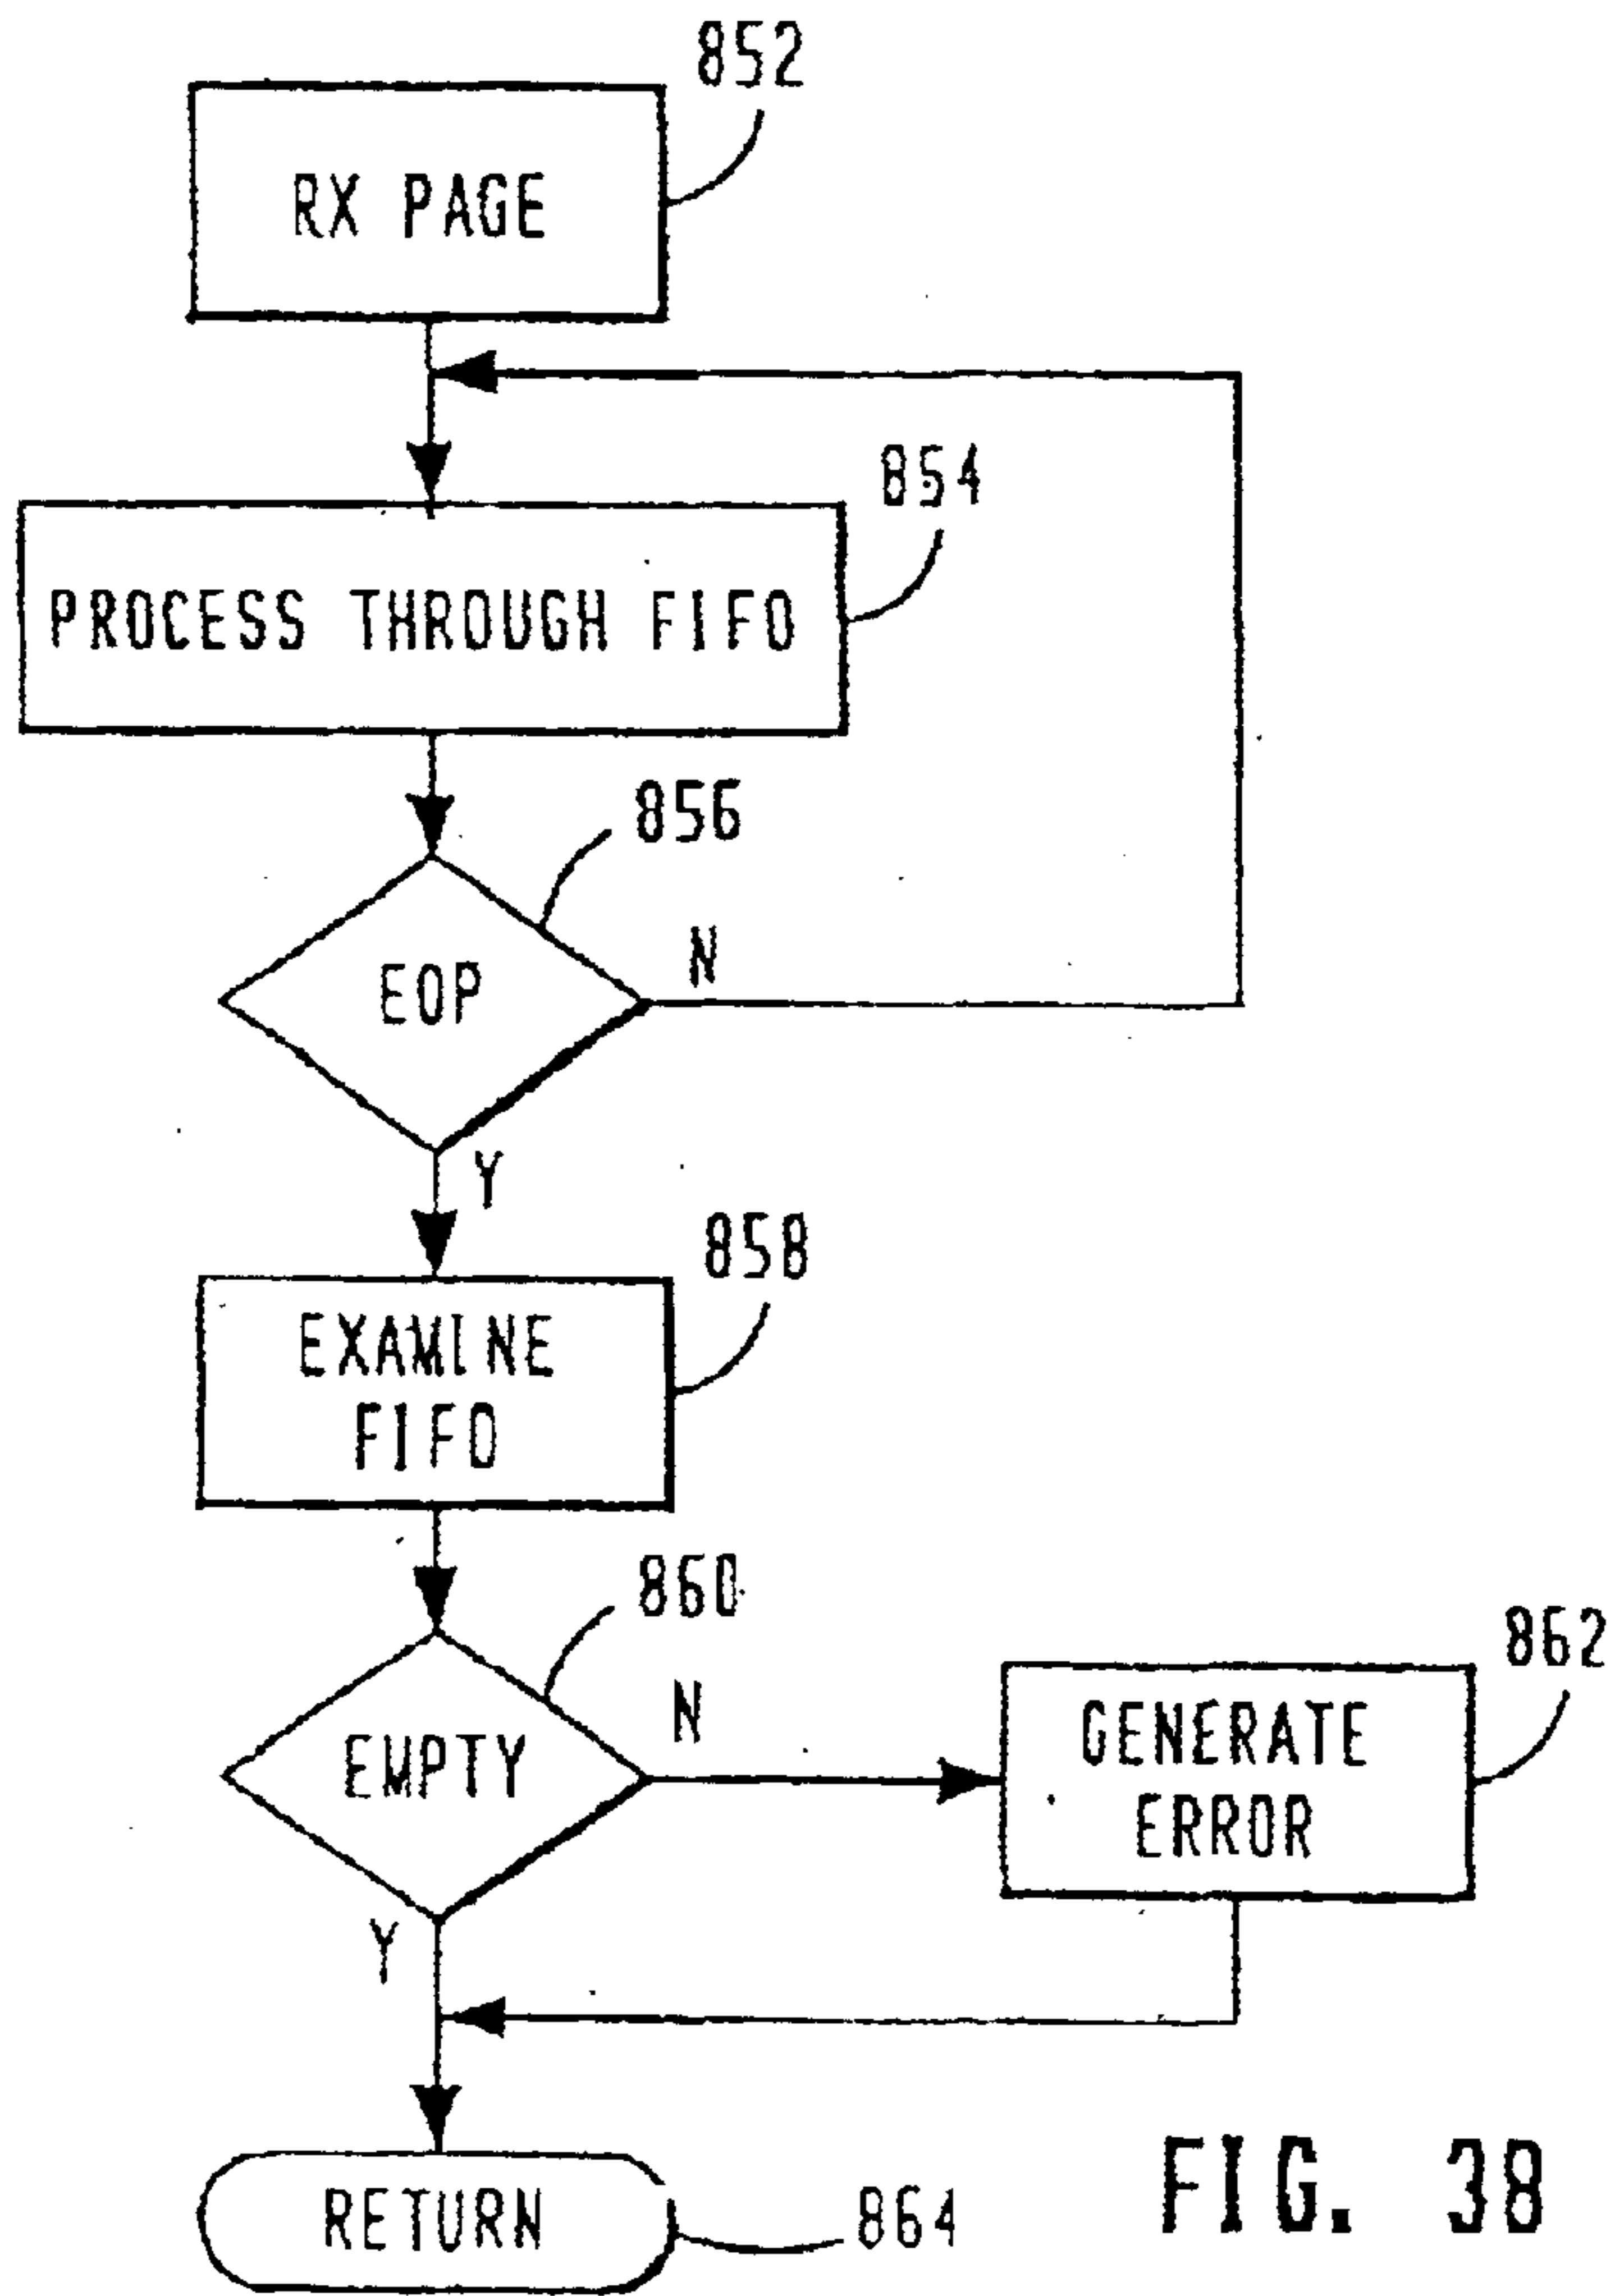 852
RX PAGE
854
PROCESS THROUGH FIFO
856
EOP
N
Y
858
EXAMINE
FIFO
860
EMPTY
N
862
GENERATE
ERROR
Y
RETURN
864
FIG. 38